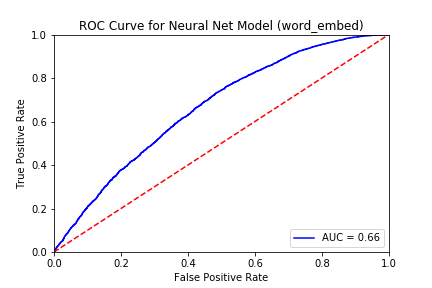 ROC Curve for Neural Net Model (word_embed)
1.0
0.8
0.6
0.4
0.2
0.0
True Positive Rate
AUC = 0.66
0.0 0.2 0.4 0.6 0.8 1.0
False Positive Rate